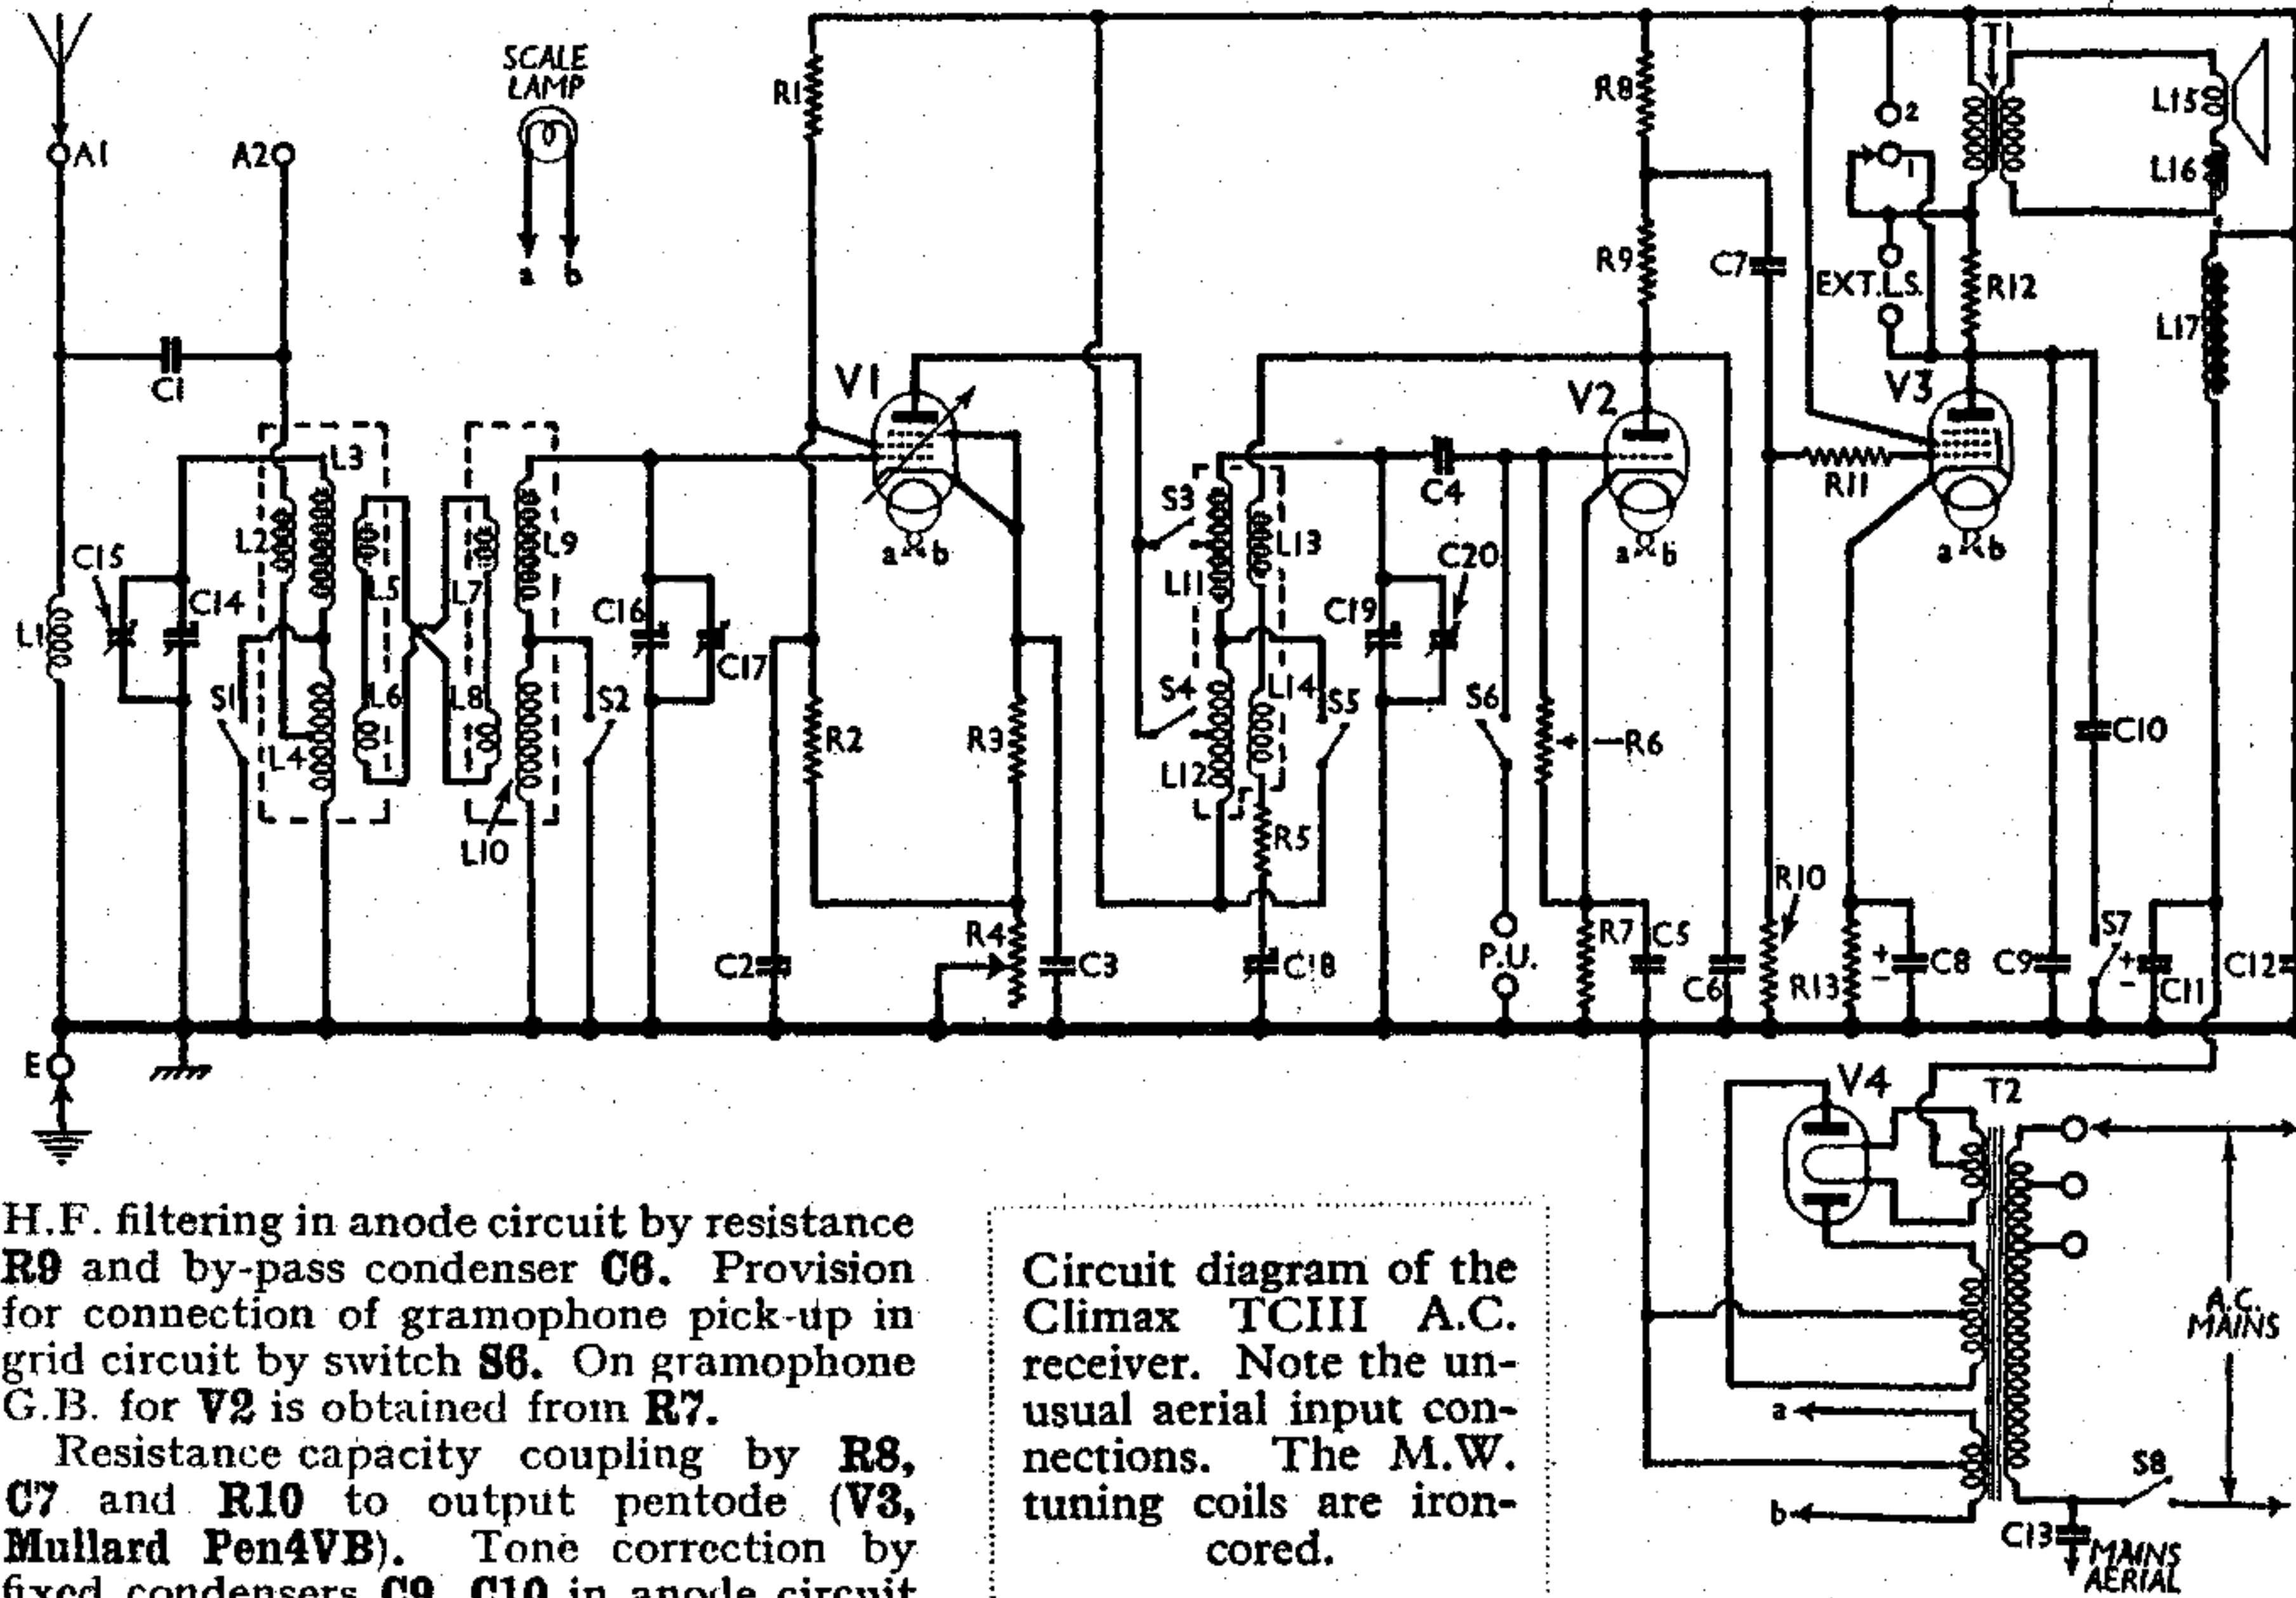 SCALE
LAMP
a b
A1
A2
C1
L1
C15
C14
S1
L2
L3
L4
L5
L6
L7
L8
L9
L10
S2
C16
C17
R1
V1
a b
R2
R3
C2
R4
C3
S3
S4
L11
L12
L13
L14
S5
R5
C18
C4
C19
C20
S6
P.U.
R6
R8
R9
V2
a b
R7
C5
C6
C7
R11
R10
2
1
EXT.L.S.
T1
R12
V3
a b
R13
+
-
C8
C9
C10
S7
+
-
C11
C12
L15
L16
L17
E
V4
T2
a
b
A.C.
MAINS
S8
C13
MAINS
AERIAL
H.F. filtering in anode circuit by resistance
R9 and by-pass condenser C6. Provision
for connection of gramophone pick-up in
grid circuit by switch S6. On gramophone
G.B. for V2 is obtained from R7.
Resistance capacity coupling by R8,
C7 and R10 to output pentode (V3,
Mullard Pen4VB). Tone correction by
fixed condensers C9, C10 in anode circuit
Circuit diagram of the
Climax TCIII A.C.
receiver. Note the un-
usual aerial input con-
nections. The M.W.
tuning coils are iron-
cored.